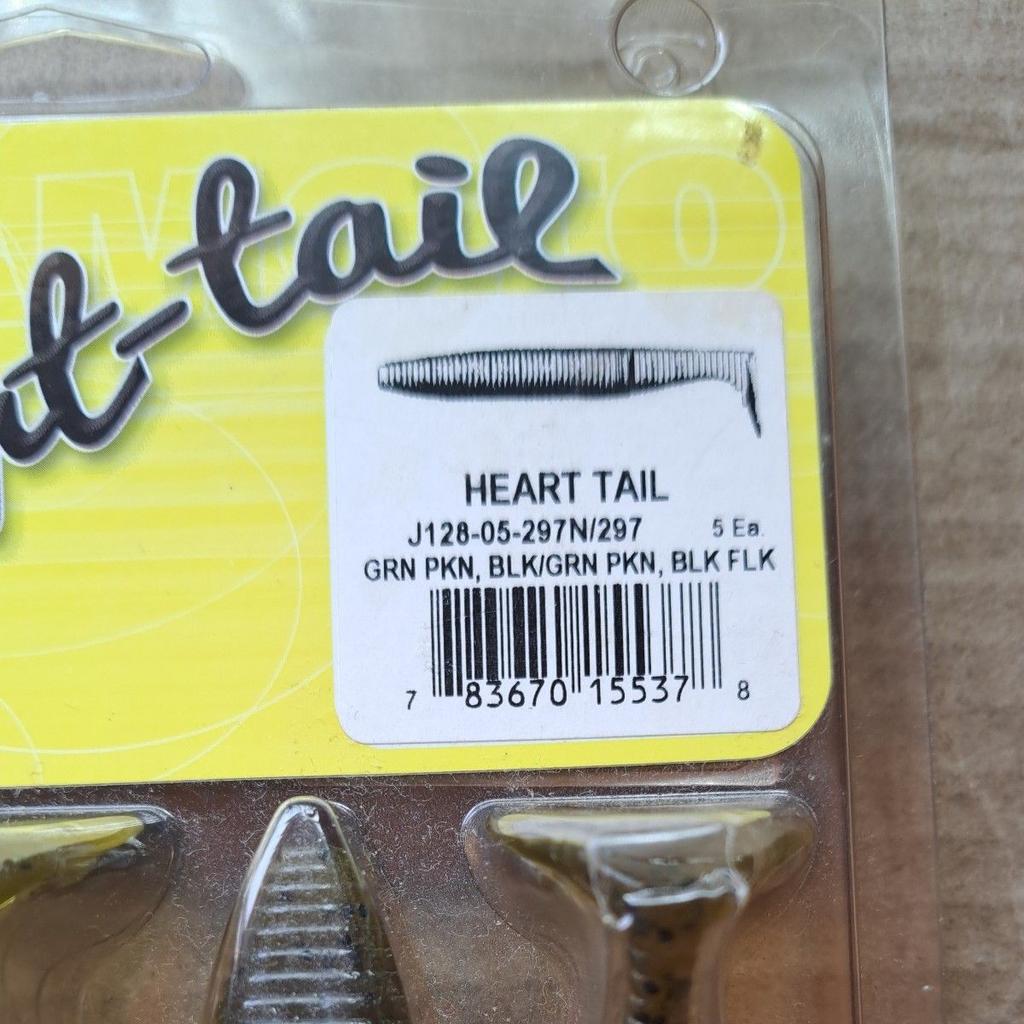 t-tail
HEART TAIL
J128-05-297N/297 5 Ea.
GRN PKN, BLK/GRN PKN, BLK FLK
7 83670 15537 8